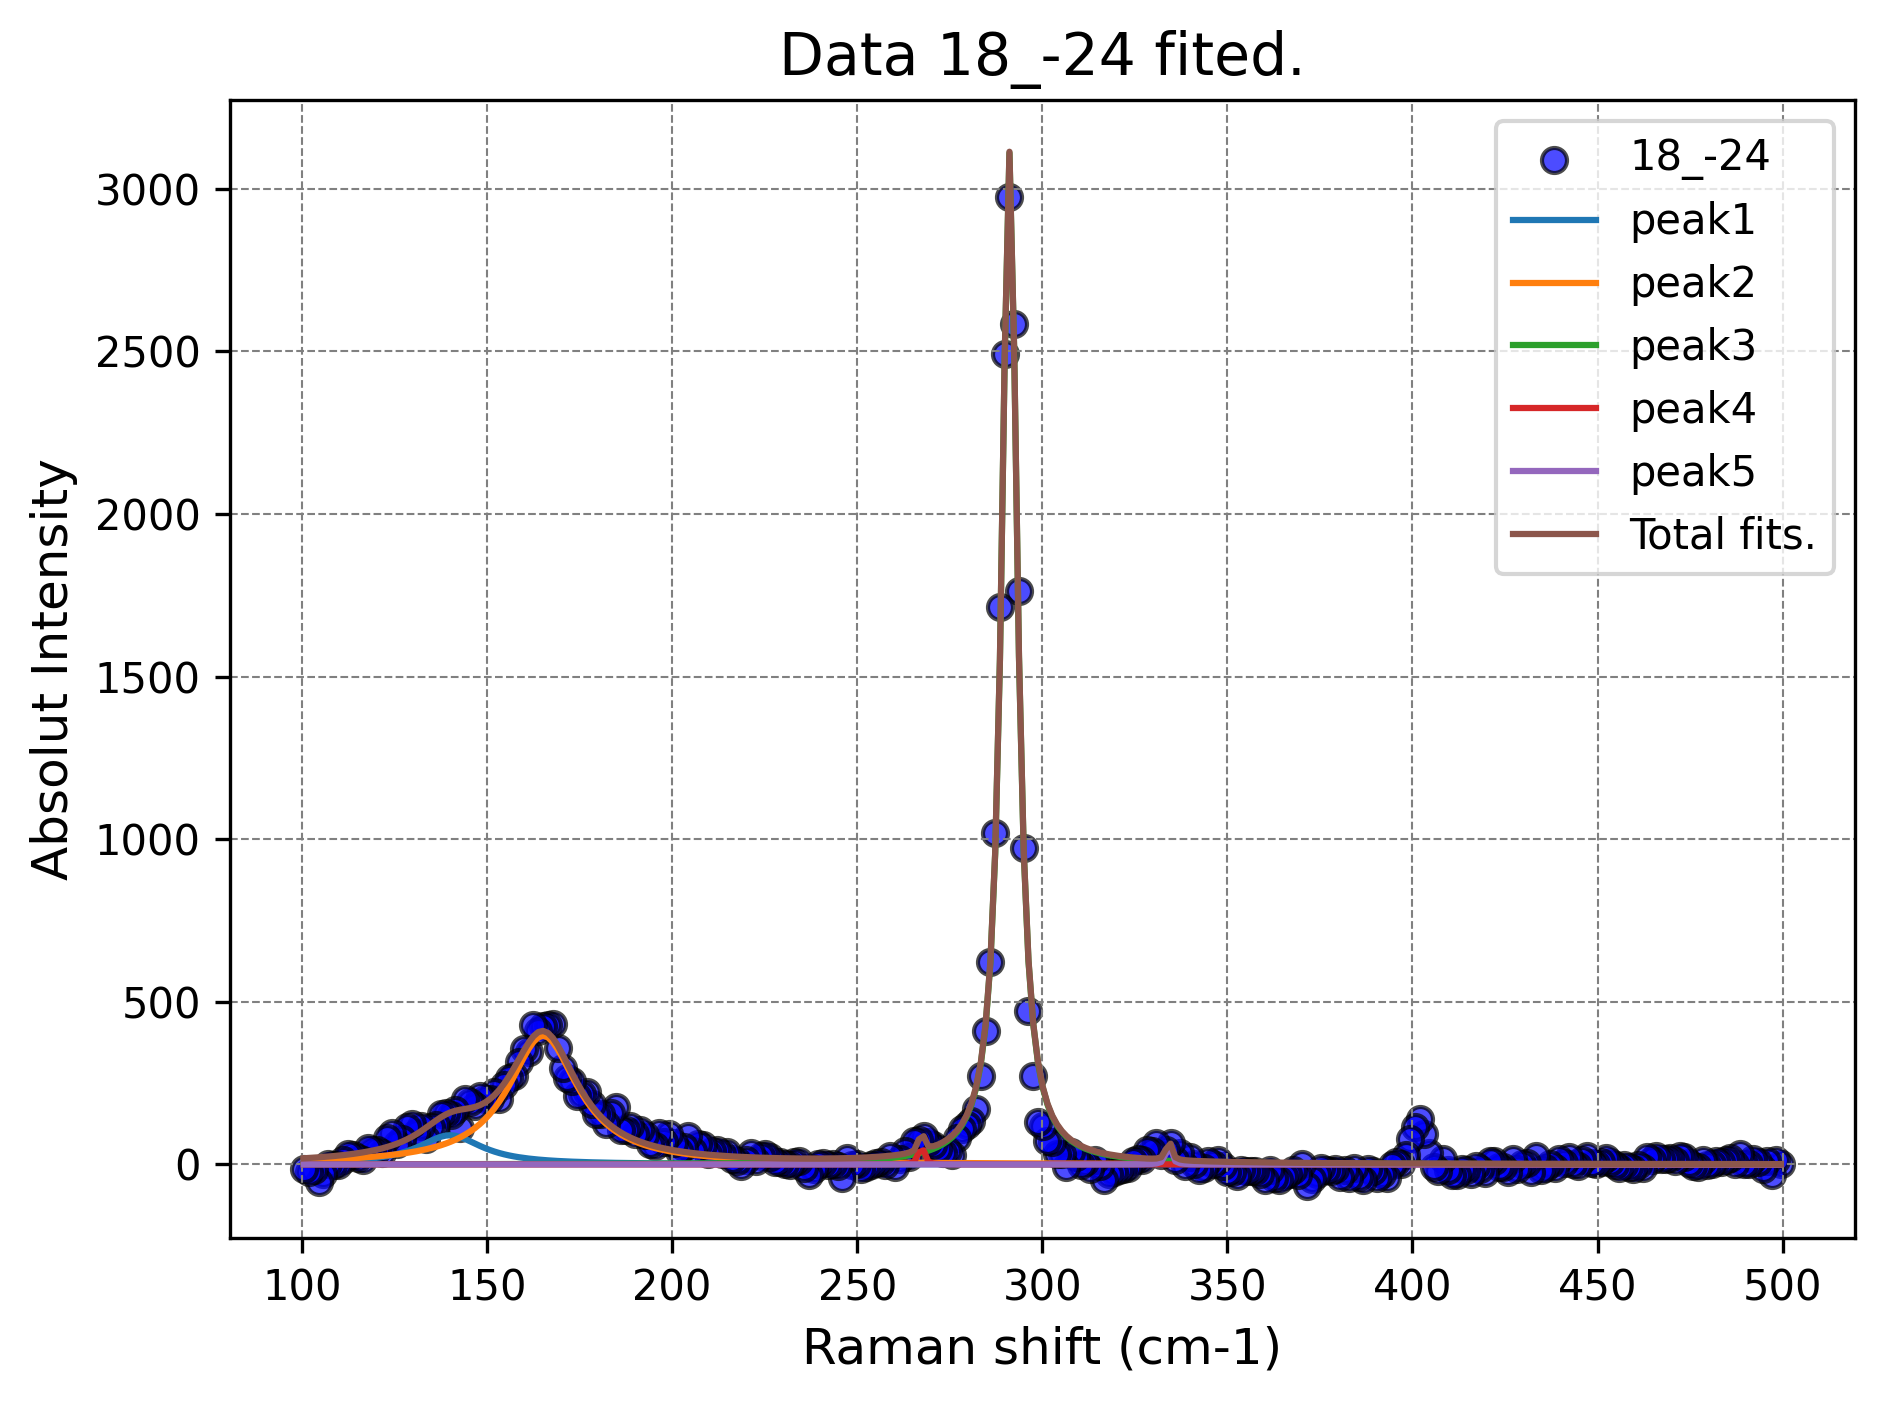 Data 18_-24 fited.
18_-24
peak1
peak2
peak3
peak4
peak5
Total fits.
Absolut Intensity
3000
2500
2000
1500
1000
500
0
100 150 200 250 300 350 400 450 500
Raman shift (cm-1)